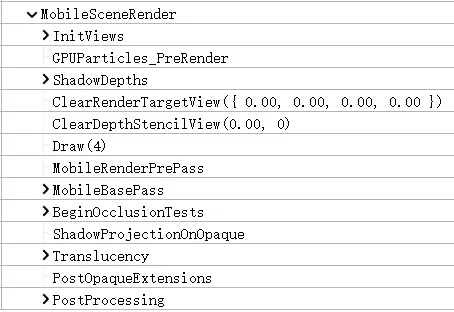 MobileSceneRender
InitViews
GPUParticles_PreRender
ShadowDepths
ClearRenderTargetView({ 0.00, 0.00, 0.00, 0.00 })
ClearDepthStencilView(0.00, 0)
Draw(4)
MobileRenderPrePass
MobileBasePass
BeginOcclusionTests
ShadowProjectionOnOpaque
Translucency
PostOpaqueExtensions
PostProcessing